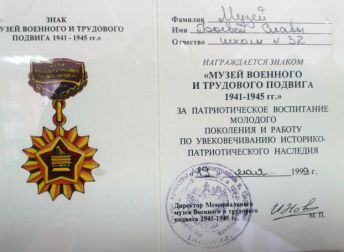 ЗНАК
«МУЗЕЙ ВОЕННОГО И ТРУДОВОГО
ПОДВИГА 1941-1945 гг.»
Фамилия Музей
Имя Боевой Славы
Отчество школы № 32
НАГРАЖДАЕТСЯ ЗНАКОМ
«МУЗЕЙ ВОЕННОГО
И ТРУДОВОГО ПОДВИГА
1941-1945 гг.»
ЗА ПАТРИОТИЧЕСКОЕ ВОСПИТАНИЕ
МОЛОДОГО
ПОКОЛЕНИЯ И РАБОТУ
ПО УВЕКОВЕЧИВАНИЮ ИСТОРИКО-
ПАТРИОТИЧЕСКОГО НАСЛЕДИЯ
мая 1999г.
Директор Мемориального
музея Военного и трудового
подвига 1941-1945 гг.
М.П.